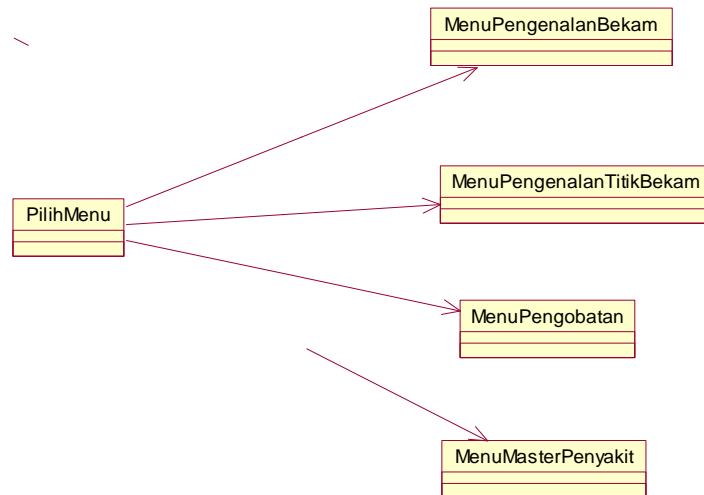 MenuPengenalanBekam
MenuPengenalanTitikBekam
PilihMenu
MenuPengobatan
MenuMasterPenyakit